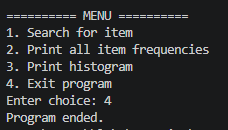 ========== MENU ==========
1. Search for item
2. Print all item frequencies
3. Print histogram
4. Exit program
Enter choice: 4
Program ended.